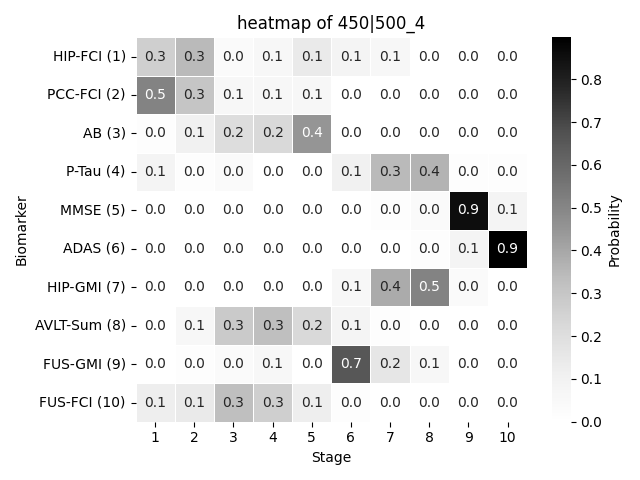 heatmap of 450|500_4
HIP-FCI (1) 0.3 0.3 0.0 0.1 0.1 0.1 0.1 0.0 0.0 0.0
PCC-FCI (2) 0.5 0.3 0.1 0.1 0.1 0.0 0.0 0.0 0.0 0.0
AB (3) 0.0 0.1 0.2 0.2 0.4 0.0 0.0 0.0 0.0 0.0
P-Tau (4) 0.1 0.0 0.0 0.0 0.0 0.1 0.3 0.4 0.0 0.0
MMSE (5) 0.0 0.0 0.0 0.0 0.0 0.0 0.0 0.0 0.9 0.1
ADAS (6) 0.0 0.0 0.0 0.0 0.0 0.0 0.0 0.0 0.1 0.9
HIP-GMI (7) 0.0 0.0 0.0 0.0 0.0 0.1 0.4 0.5 0.0 0.0
AVLT-Sum (8) 0.0 0.1 0.3 0.3 0.2 0.1 0.0 0.0 0.0 0.0
FUS-GMI (9) 0.0 0.0 0.0 0.1 0.0 0.7 0.2 0.1 0.0 0.0
FUS-FCI (10) 0.1 0.1 0.3 0.3 0.1 0.0 0.0 0.0 0.0 0.0
1 2 3 4 5 6 7 8 9 10
Stage
Biomarker
0.8
0.7
0.6
0.5
0.4
0.3
0.2
0.1
0.0
Probability